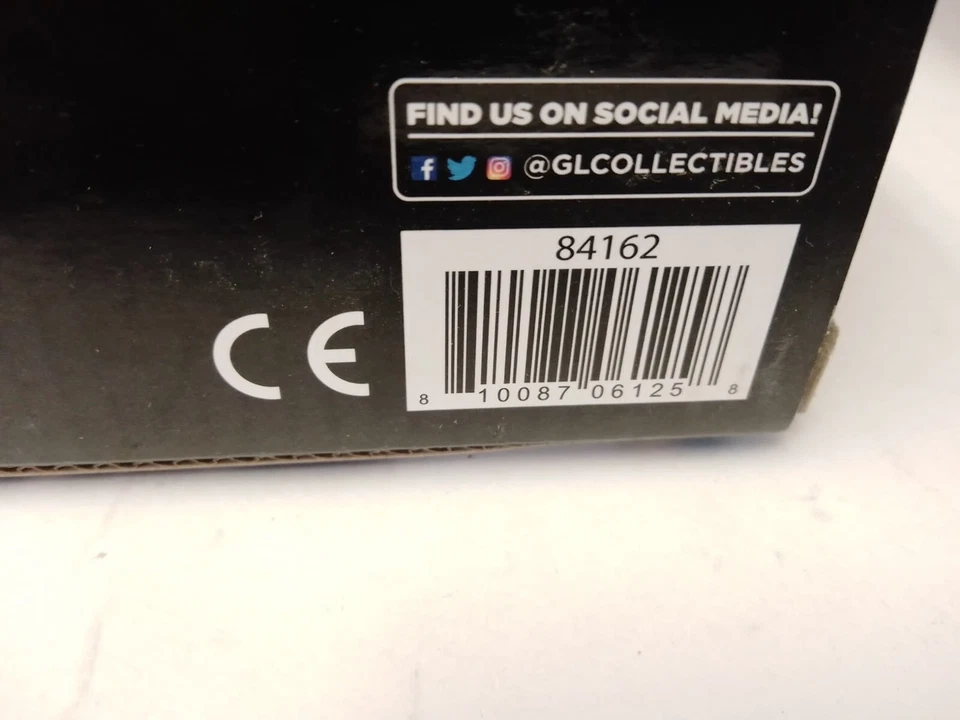 FIND US ON SOCIAL MEDIA!
@GLCOLLECTIBLES
84162
CE
8 10087 06125 8